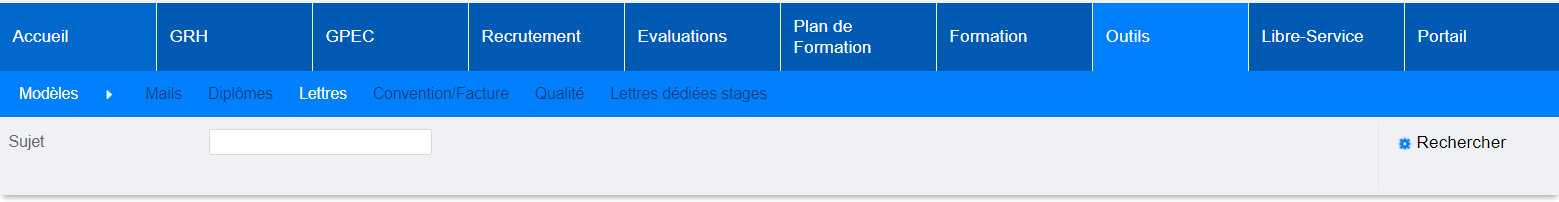 Accueil GRH GPEC Recrutement Evaluations Plan de Formation Formation Outils Libre-Service Portail
Modèles Mails Diplômes Lettres Convention/Facture Qualité Lettres dédiées stages
Sujet Rechercher